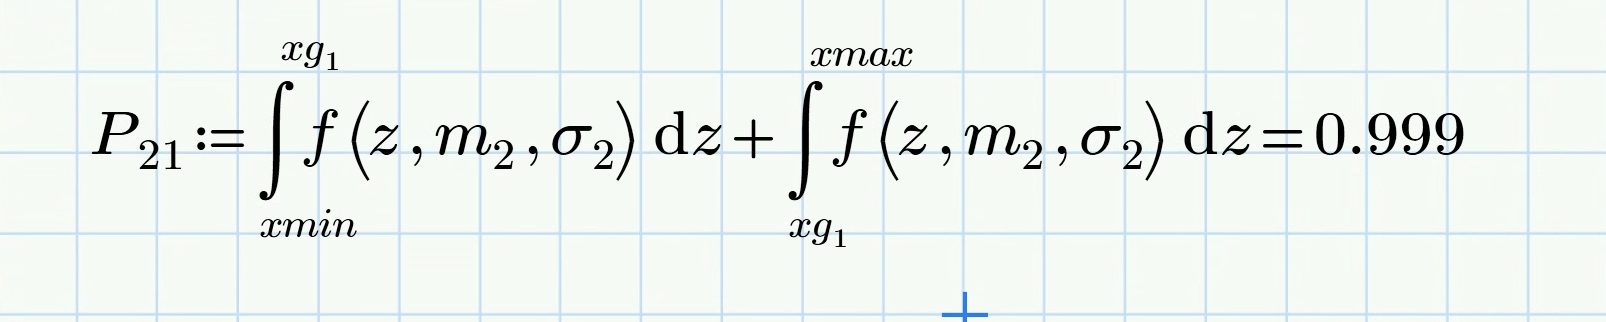 P₂₁ := ∫_{xmin}^{xg₁} f(z, m₂, σ₂) dz + ∫_{xg₁}^{xmax} f(z, m₂, σ₂) dz = 0.999